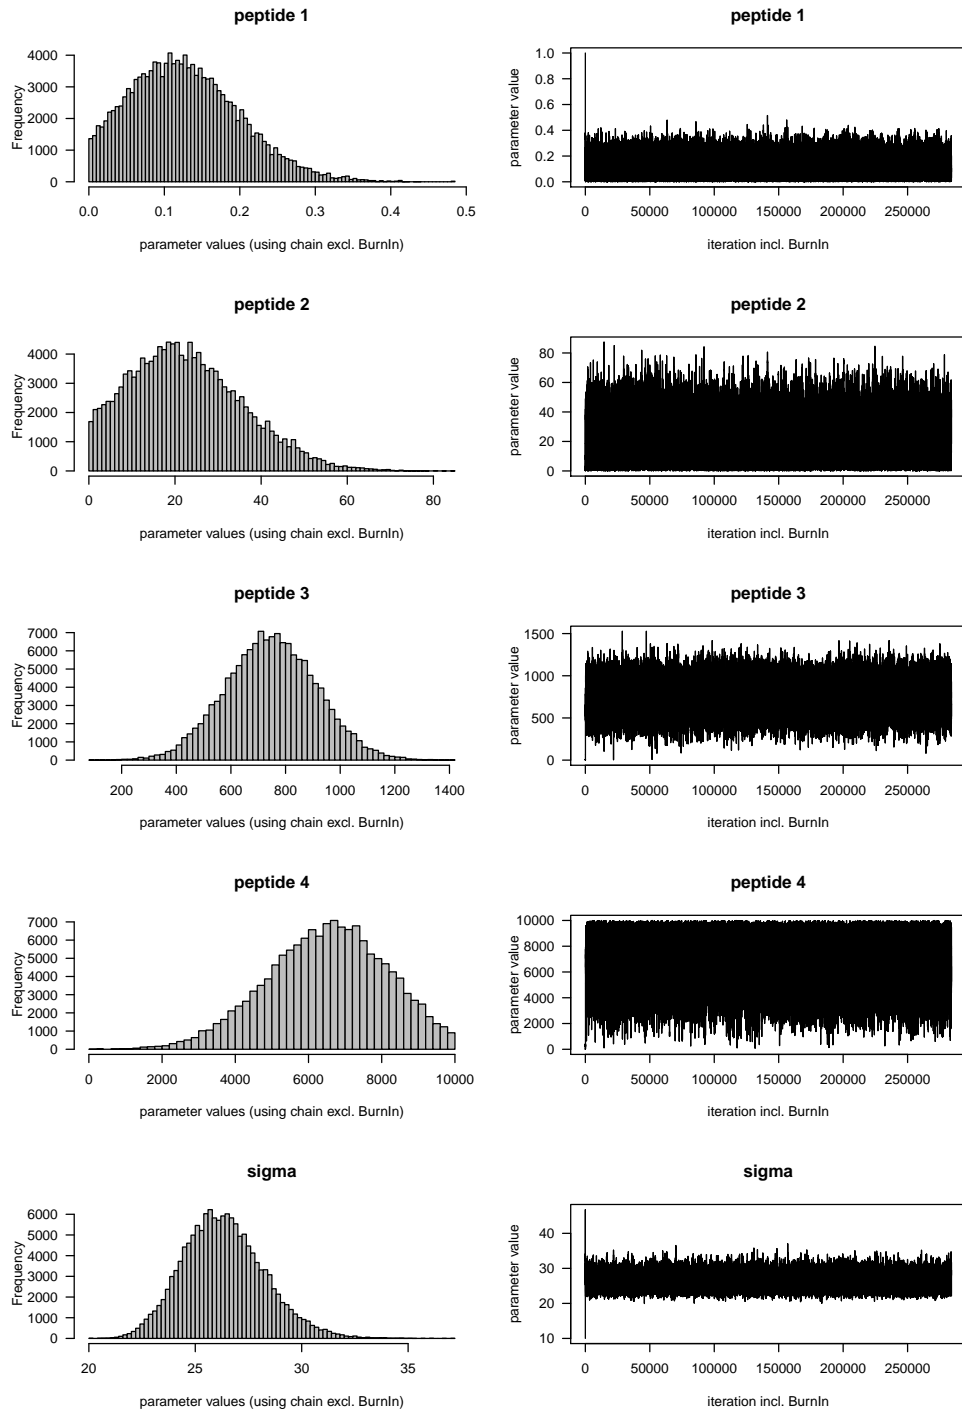 peptide 1
Frequency
4000
3000
2000
1000
0
0.0 0.1 0.2 0.3 0.4 0.5
parameter values (using chain excl. BurnIn)
peptide 1
parameter value
1.0
0.8
0.6
0.4
0.2
0.0
0 50000 100000 150000 200000 250000
iteration incl. BurnIn
peptide 2
Frequency
4000
3000
2000
1000
0
0 20 40 60 80
parameter values (using chain excl. BurnIn)
peptide 2
parameter value
80
60
40
20
0
0 50000 100000 150000 200000 250000
iteration incl. BurnIn
peptide 3
Frequency
7000
6000
5000
4000
3000
2000
1000
0
200 400 600 800 1000 1200 1400
parameter values (using chain excl. BurnIn)
peptide 3
parameter value
1500
1000
500
0
0 50000 100000 150000 200000 250000
iteration incl. BurnIn
peptide 4
Frequency
7000
6000
5000
4000
3000
2000
1000
0
0 2000 4000 6000 8000 10000
parameter values (using chain excl. BurnIn)
peptide 4
parameter value
10000
8000
6000
4000
2000
0
0 50000 100000 150000 200000 250000
iteration incl. BurnIn
sigma
Frequency
6000
5000
4000
3000
2000
1000
0
20 25 30 35
parameter values (using chain excl. BurnIn)
sigma
parameter value
40
30
20
10
0 50000 100000 150000 200000 250000
iteration incl. BurnIn